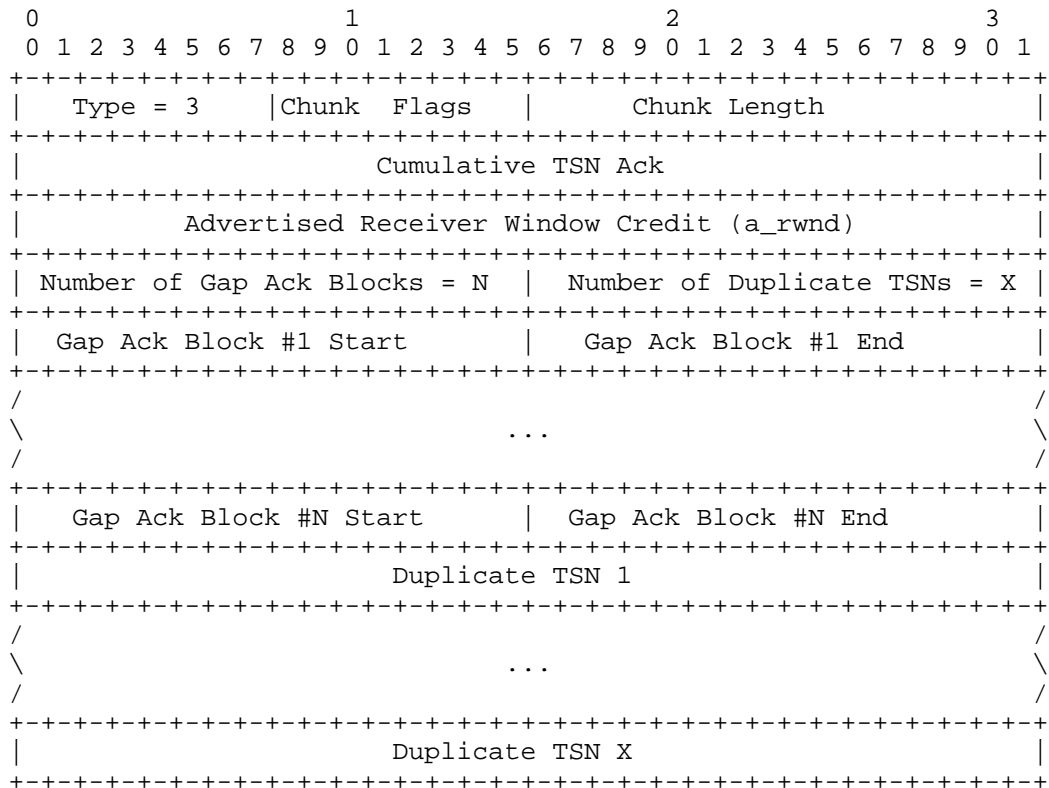 0                   1                   2                   3
 0 1 2 3 4 5 6 7 8 9 0 1 2 3 4 5 6 7 8 9 0 1 2 3 4 5 6 7 8 9 0 1
+-+-+-+-+-+-+-+-+-+-+-+-+-+-+-+-+-+-+-+-+-+-+-+-+-+-+-+-+-+-+-+-+
|   Type = 3    |Chunk  Flags   |      Chunk Length             |
+-+-+-+-+-+-+-+-+-+-+-+-+-+-+-+-+-+-+-+-+-+-+-+-+-+-+-+-+-+-+-+-+
|                      Cumulative TSN Ack                       |
+-+-+-+-+-+-+-+-+-+-+-+-+-+-+-+-+-+-+-+-+-+-+-+-+-+-+-+-+-+-+-+-+
|          Advertised Receiver Window Credit (a_rwnd)           |
+-+-+-+-+-+-+-+-+-+-+-+-+-+-+-+-+-+-+-+-+-+-+-+-+-+-+-+-+-+-+-+-+
| Number of Gap Ack Blocks = N  |  Number of Duplicate TSNs = X |
+-+-+-+-+-+-+-+-+-+-+-+-+-+-+-+-+-+-+-+-+-+-+-+-+-+-+-+-+-+-+-+-+
|  Gap Ack Block #1 Start       |   Gap Ack Block #1 End        |
+-+-+-+-+-+-+-+-+-+-+-+-+-+-+-+-+-+-+-+-+-+-+-+-+-+-+-+-+-+-+-+-+
/                                                               /
\                              ...                              \
/                                                               /
+-+-+-+-+-+-+-+-+-+-+-+-+-+-+-+-+-+-+-+-+-+-+-+-+-+-+-+-+-+-+-+-+
|   Gap Ack Block #N Start      |  Gap Ack Block #N End         |
+-+-+-+-+-+-+-+-+-+-+-+-+-+-+-+-+-+-+-+-+-+-+-+-+-+-+-+-+-+-+-+-+
|                       Duplicate TSN 1                         |
+-+-+-+-+-+-+-+-+-+-+-+-+-+-+-+-+-+-+-+-+-+-+-+-+-+-+-+-+-+-+-+-+
/                                                               /
\                              ...                              \
/                                                               /
+-+-+-+-+-+-+-+-+-+-+-+-+-+-+-+-+-+-+-+-+-+-+-+-+-+-+-+-+-+-+-+-+
|                       Duplicate TSN X                         |
+-+-+-+-+-+-+-+-+-+-+-+-+-+-+-+-+-+-+-+-+-+-+-+-+-+-+-+-+-+-+-+-+